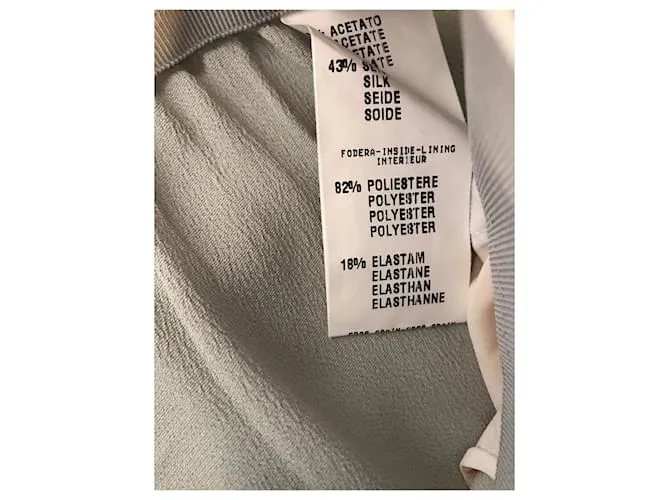 ACETATO
ACETATE
43% SATE
SILK
SEIDE
SOIDE
FODERA-INSIDE-LINING
INTERIEUR
82% POLIESTERE
POLYESTER
POLYESTER
POLYESTER
18% ELASTAM
ELASTANE
ELASTHAN
ELASTHANNE